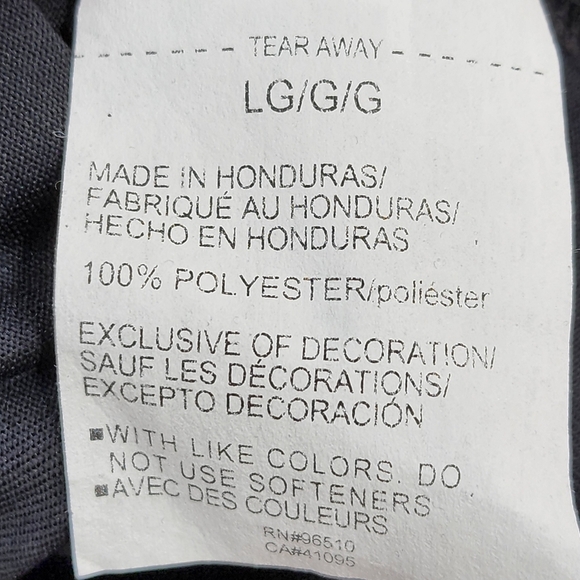 TEAR AWAY
LG/G/G
MADE IN HONDURAS/
FABRIQUÉ AU HONDURAS/
HECHO EN HONDURAS
100% POLYESTER/poliéster
EXCLUSIVE OF DECORATION/
SAUF LES DÉCORATIONS/
EXCEPTO DECORACIÓN
■WITH LIKE COLORS. DO
NOT USE SOFTENERS
■AVEC DES COULEURS
RN#96510
CA#41095